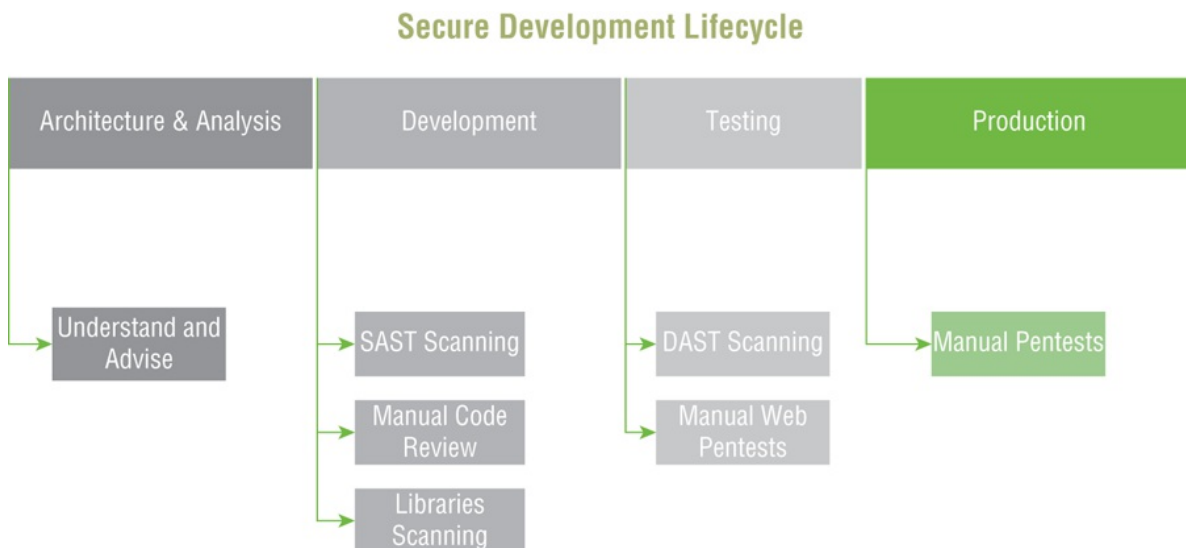 Secure Development Lifecycle
Architecture & Analysis
Development
Testing
Production
Understand and
Advise
SAST Scanning
Manual Code
Review
Libraries
Scanning
DAST Scanning
Manual Web
Pentests
Manual Pentests